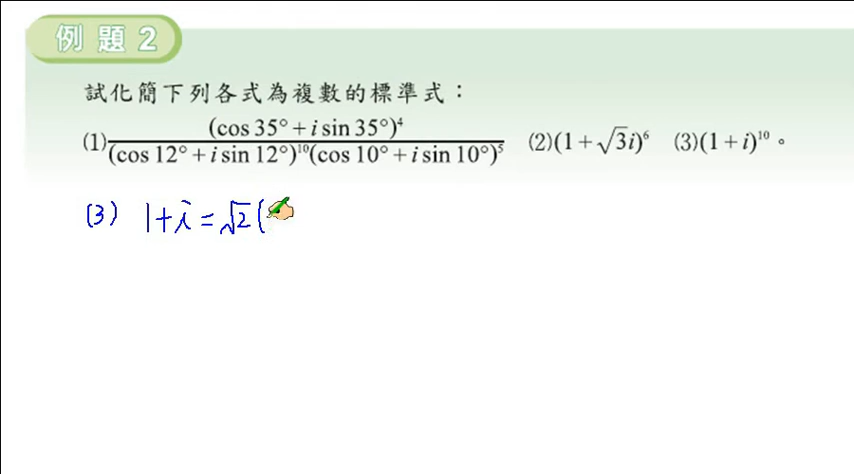 例題2
試化簡下列各式為複數的標準式：
(1) (cos 35° + i sin 35°)⁴ / (cos 12° + i sin 12°)¹⁰(cos 10° + i sin 10°)⁵ (2)(1 + √3i)⁶ (3)(1 + i)¹⁰。
(3) 1+i=√2(